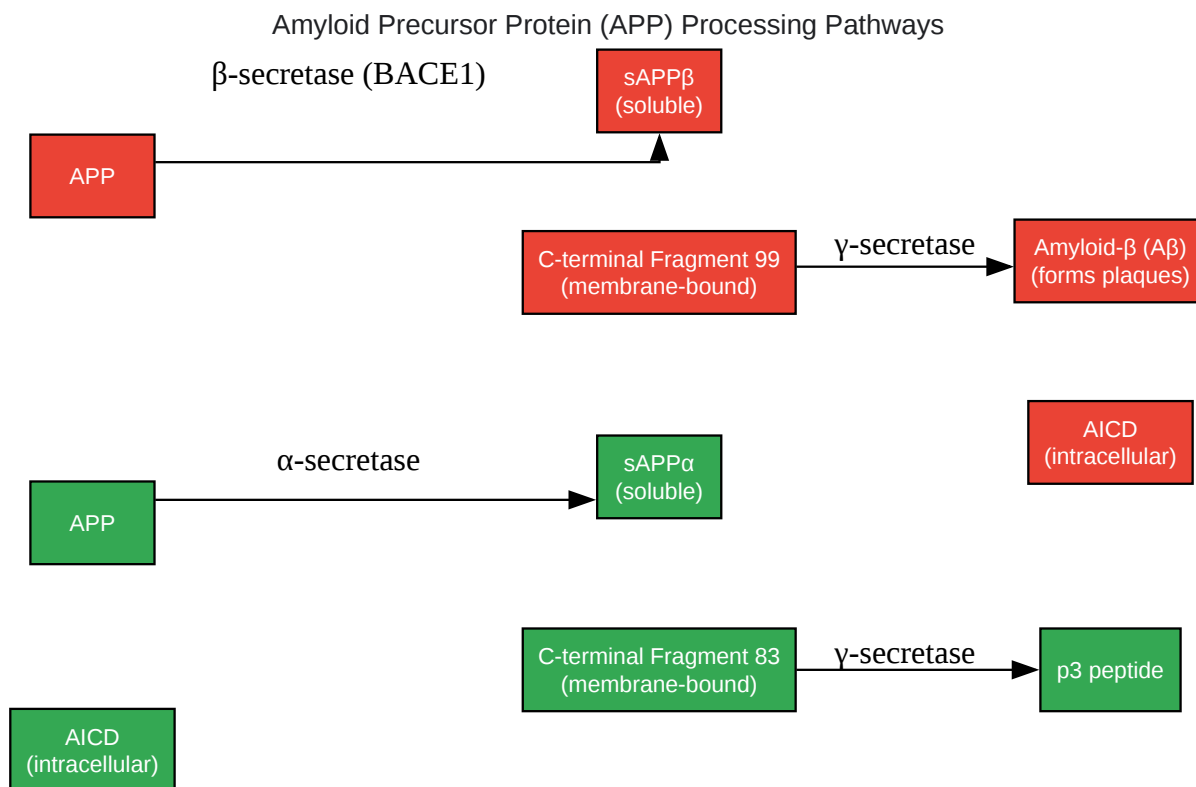 Amyloid Precursor Protein (APP) Processing Pathways
β-secretase (BACE1)
sAPPβ
(soluble)
APP
C-terminal Fragment 99
(membrane-bound)
γ-secretase
Amyloid-β (Aβ)
(forms plaques)
AICD
(intracellular)
α-secretase
sAPPα
(soluble)
APP
C-terminal Fragment 83
(membrane-bound)
γ-secretase
p3 peptide
AICD
(intracellular)